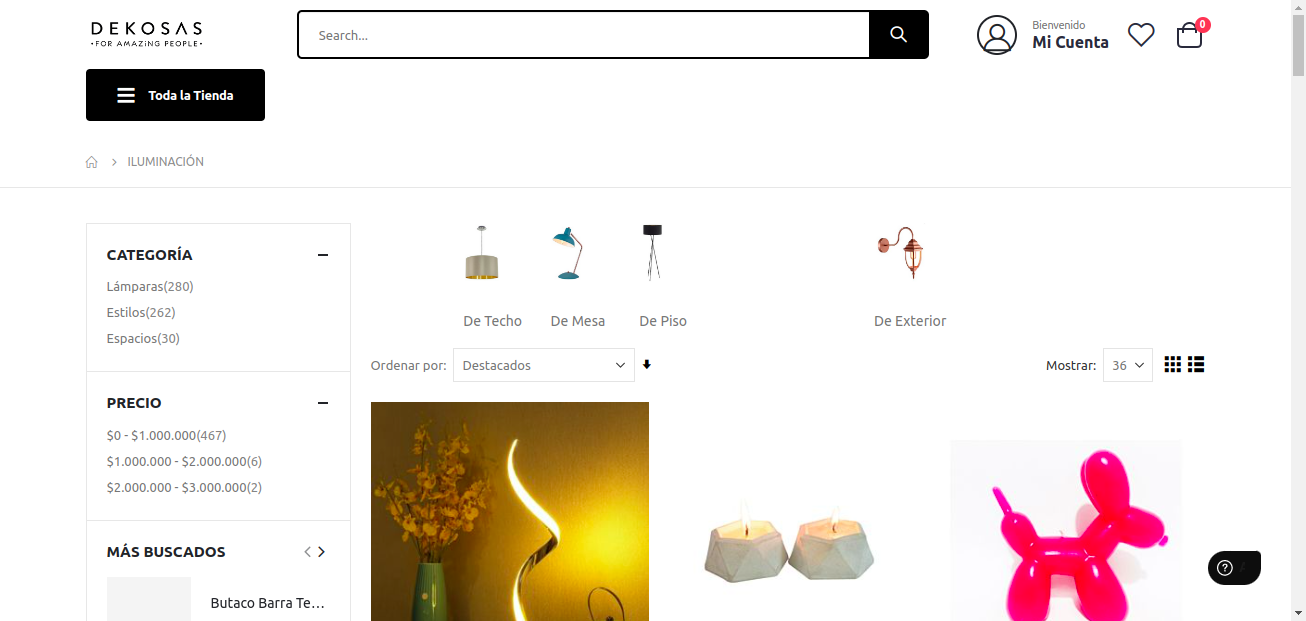 DEKOSAS
•FOR AMAZiNG PEOPLE•
Search...
Bienvenido
Mi Cuenta
0
Toda la Tienda
ILUMINACIÓN
CATEGORÍA
Lámparas(280)
Estilos(262)
Espacios(30)
PRECIO
$0 - $1.000.000(467)
$1.000.000 - $2.000.000(6)
$2.000.000 - $3.000.000(2)
MÁS BUSCADOS
Butaco Barra Te...
De Techo
De Mesa
De Piso
De Exterior
Ordenar por:
Destacados
Mostrar:
36